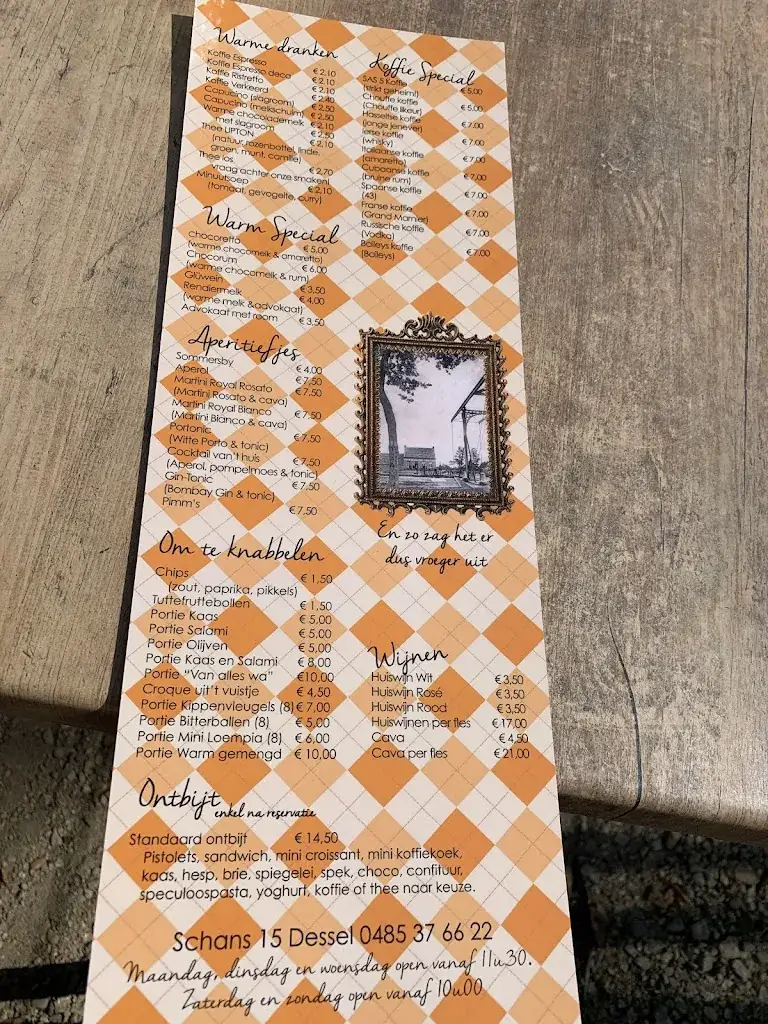 Warme dranken
Koffie Espresso € 2.10
Koffie Espresso deca € 2.10
Koffie Ristretto € 2.10
Koffie Verkeerd € 2.40
Capucino (slagroom) € 2.50
Capucino (melkschuim) € 2.50
Warme chocolademelk € 2.10
met slagroom € 2.50
Thee LIPTON € 2.10
(natuur, rozenbottel, linde,
groen, munt, camille)
Thee los € 2,70
vraag achter onze smaken!
Minuutsoep € 2.10
(tomaat, gevogelte, curry)
Warm Special
Chocoretto € 5.00
(warme chocomelk & amaretto)
Chocorum € 6.00
(warme chocomelk & rum)
Glüwein € 3,50
Rendiermelk € 4.00
(warme melk &advokaat)
Advokaat met room € 3,50
Aperitiefjes
Sommersby € 4.00
Aperol € 7,50
Martini Royal Rosato € 7,50
(Martini Rosato & cava)
Martini Royal Bianco € 7,50
(Martini Bianco & cava)
Portonic € 7,50
(Witte Porto & tonic)
Cocktail van't huis € 7,50
(Aperol, pompelmoes & tonic)
Gin-Tonic € 7,50
(Bombay Gin & tonic)
Pimm's € 7,50
Om te knabbelen
Chips € 1,50
(zout, paprika, pikkels)
Tuttefruttebollen € 1,50
Portie Kaas € 5.00
Portie Salami € 5.00
Portie Olijven € 5.00
Portie Kaas en Salami € 8,00
Portie "Van alles wa" €10,00
Croque uit't vuistje € 4,50
Portie Kippenvleugels (8) € 7,00
Portie Bitterballen (8) € 5,00
Portie Mini Loempia (8) € 6,00
Portie Warm gemengd € 10,00
Koffie Special
SAS 5 Koffie € 5.00
(strikt geheim!)
Chouffe koffie € 5.00
(Chouffe likeur)
Hasseltse koffie € 7.00
(jonge jenever)
Ierse koffie € 7.00
(whisky)
Italiaanse koffie € 7.00
(amaretto)
Cubaanse koffie € 7.00
(bruine rum)
Spaanse koffie € 7.00
(43)
Franse koffie € 7.00
(Grand Marnier)
Russische koffie € 7.00
(Vodka)
Baileys koffie € 7.00
(Baileys)
En zo zag het er
dus vroeger uit
Wijnen
Huiswijn Wit € 3,50
Huiswijn Rosé € 3,50
Huiswijn Rood € 3,50
Huiswijnen per fles € 17,00
Cava € 4,50
Cava per fles € 21,00
Ontbijt enkel na reservatie
Standaard ontbijt € 14,50
Pistolets, sandwich, mini croissant, mini koffiekoek,
kaas, hesp, brie, spiegelei, spek, choco, confituur,
speculoospasta, yoghurt, koffie of thee naar keuze.
Schans 15 Dessel 0485 37 66 22
Maandag, dinsdag en woensdag open vanaf 11u30.
Zaterdag en zondag open vanaf 10u00